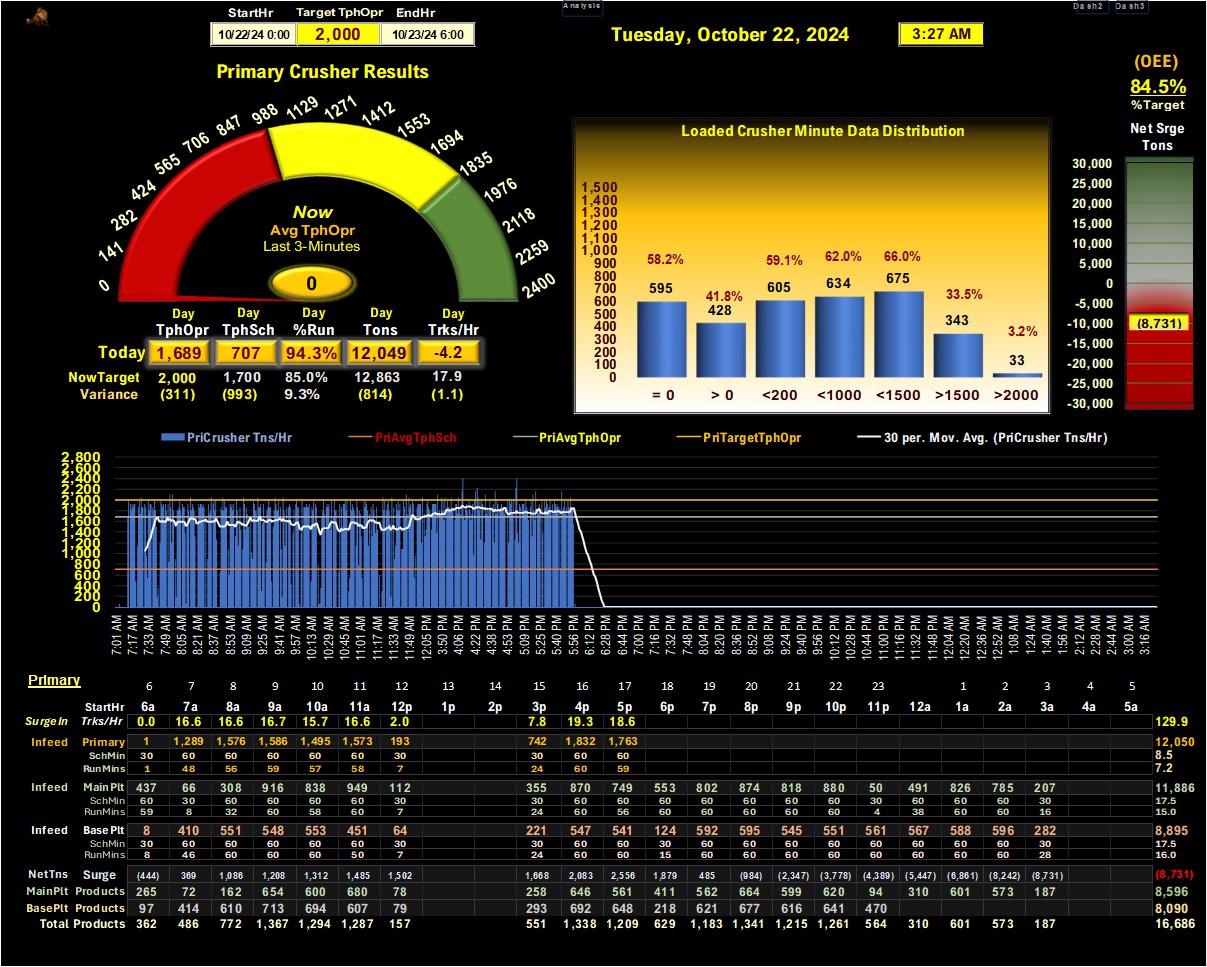 Analysis
Dash2 Dash3
StartHr Target TphOpr EndHr
10/22/24 0:00 2,000 10/23/24 6:00
Tuesday, October 22, 2024 3:27 AM
(OEE)
84.5%
%Target
Net Srge
Tons
Primary Crusher Results
0 141 282 424 565 706 847 988 1129 1271 1412 1553 1694 1835 1976 2118 2259 2400
Now
Avg TphOpr
Last 3-Minutes
0
Day Day Day Day Day
TphOpr TphSch %Run Tons Trks/Hr
Today 1,689 707 94.3% 12,049 -4.2
NowTarget 2,000 1,700 85.0% 12,863 17.9
Variance (311) (993) 9.3% (814) (1.1)
Loaded Crusher Minute Data Distribution
1,500
1,400
1,300
1,200
1,100
1,000
900
800
700
600
500
400
300
200
100
0
58.2% 41.8% 59.1% 62.0% 66.0% 33.5% 3.2%
595 428 605 634 675 343 33
= 0 > 0 <200 <1000 <1500 >1500 >2000
30,000
25,000
20,000
15,000
10,000
5,000
0
-5,000
-10,000
-15,000
-20,000
-25,000
-30,000
(8,731)
PriCrusher Tns/Hr PriAvgTphSch PriAvgTphOpr PriTargetTphOpr 30 per. Mov. Avg. (PriCrusher Tns/Hr)
2,800
2,600
2,400
2,200
2,000
1,800
1,600
1,400
1,200
1,000
800
600
400
200
0
7:01 AM 7:17 AM 7:33 AM 7:49 AM 8:05 AM 8:21 AM 8:37 AM 8:53 AM 9:09 AM 9:25 AM 9:41 AM 9:57 AM 10:13 AM 10:29 AM 10:45 AM 11:01 AM 11:17 AM 11:33 AM 11:49 AM 12:05 PM 3:50 PM 4:06 PM 4:22 PM 4:38 PM 4:53 PM 5:09 PM 5:25 PM 5:40 PM 5:56 PM 6:12 PM 6:28 PM 6:44 PM 7:00 PM 7:16 PM 7:32 PM 7:48 PM 8:04 PM 8:20 PM 8:36 PM 8:52 PM 9:08 PM 9:24 PM 9:40 PM 9:56 PM 10:12 PM 10:28 PM 10:44 PM 11:00 PM 11:16 PM 11:32 PM 11:48 PM 12:04 AM 12:20 AM 12:36 AM 12:52 AM 1:08 AM 1:24 AM 1:40 AM 1:56 AM 2:12 AM 2:28 AM 2:44 AM 3:00 AM 3:16 AM
Primary 6 7 8 9 10 11 12 13 14 15 16 17 18 19 20 21 22 23 1 2 3 4 5
StartHr 6a 7a 8a 9a 10a 11a 12p 1p 2p 3p 4p 5p 6p 7p 8p 9p 10p 11p 12a 1a 2a 3a 4a 5a
SurgeIn Trks/Hr 0.0 16.6 16.6 16.7 15.7 16.6 2.0 7.8 19.3 18.6 129.9
Infeed Primary 1 1,289 1,576 1,586 1,495 1,573 193 742 1,832 1,763 12,050
SchMin 30 60 60 60 60 60 30 30 60 60 8.5
RunMins 1 48 56 59 57 58 7 24 60 59 7.2
Infeed MainPlt 437 66 308 916 838 949 112 355 870 749 553 802 874 818 880 50 491 826 785 207 11,886
SchMin 60 30 60 60 60 60 30 30 60 60 60 60 60 60 60 30 60 60 60 30 17.5
RunMins 59 8 32 60 58 60 7 24 60 56 60 60 60 60 60 4 38 60 60 16 15.0
Infeed BasePlt 8 410 551 548 553 451 64 221 547 541 124 592 595 545 551 561 567 588 596 282 8,895
SchMin 30 60 60 60 60 60 30 30 60 60 30 60 60 60 60 60 60 60 60 30 17.5
RunMins 8 46 60 60 60 50 7 24 60 60 15 60 60 60 60 60 60 60 60 28 16.0
NetTns Surge (444) 369 1,086 1,208 1,312 1,485 1,502 1,668 2,083 2,556 1,879 485 (984) (2,347) (3,778) (4,389) (5,447) (6,861) (8,242) (8,731) (8,731)
MainPlt Products 265 72 162 654 600 680 78 258 646 561 411 562 664 599 620 94 310 601 573 187 8,596
BasePlt Products 97 414 610 713 694 607 79 293 692 648 218 621 677 616 641 470 8,090
Total Products 362 486 772 1,367 1,294 1,287 157 551 1,338 1,209 629 1,183 1,341 1,215 1,261 564 310 601 573 187 16,686